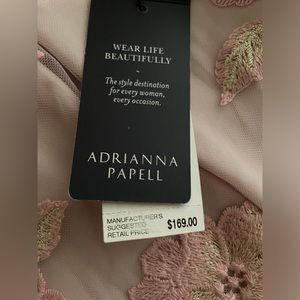 WEAR LIFE
BEAUTIFULLY
~
The style destination
for every woman,
every occasion.
ADRIANNA
PAPELL
MANUFACTURER'S
SUGGESTED
RETAIL PRICE
$169.00